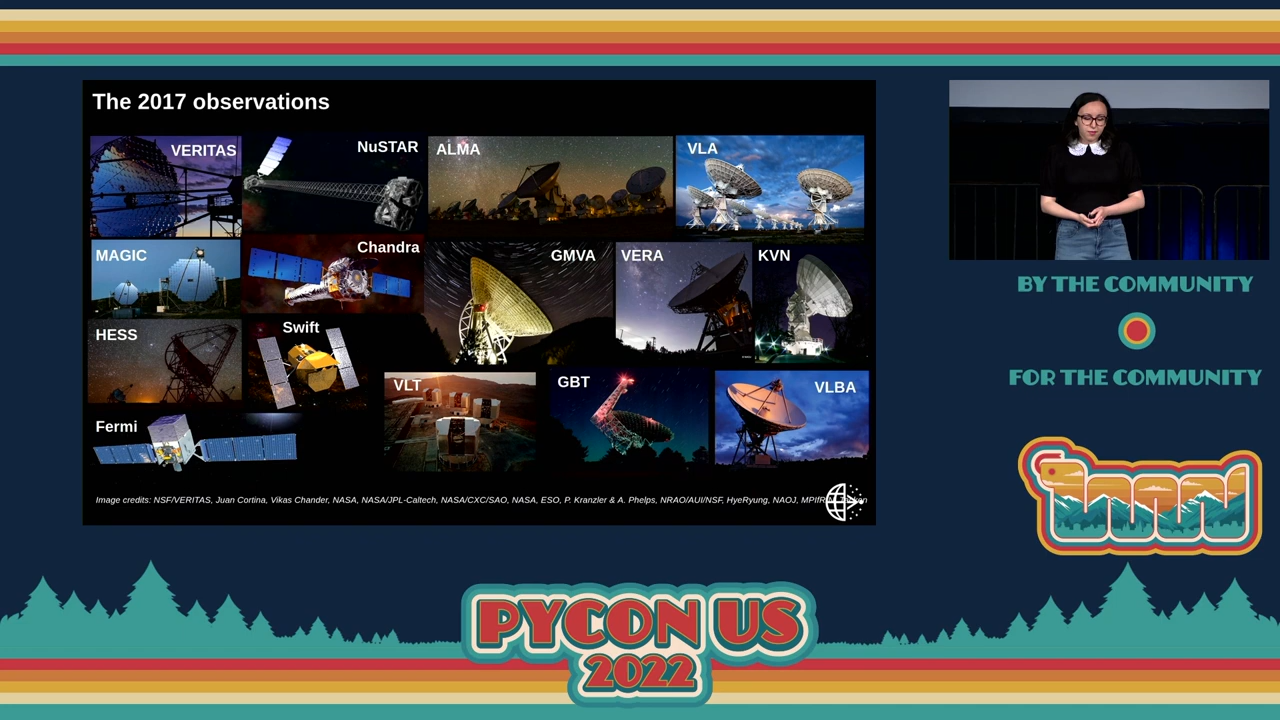 The 2017 observations
VERITAS
NuSTAR
ALMA
VLA
MAGIC
Chandra
GMVA
VERA
KVN
HESS
Swift
VLT
GBT
VLBA
Fermi
Image credits: NSF/VERITAS, Juan Cortina, Vikas Chander, NASA, NASA/JPL-Caltech, NASA/CXC/SAO, NASA, ESO, P. Kranzler & A. Phelps, NRAO/AUI/NSF, HyeRyung, NAOJ,
BY THE COMMUNITY
FOR THE COMMUNITY
PYCON US
2022